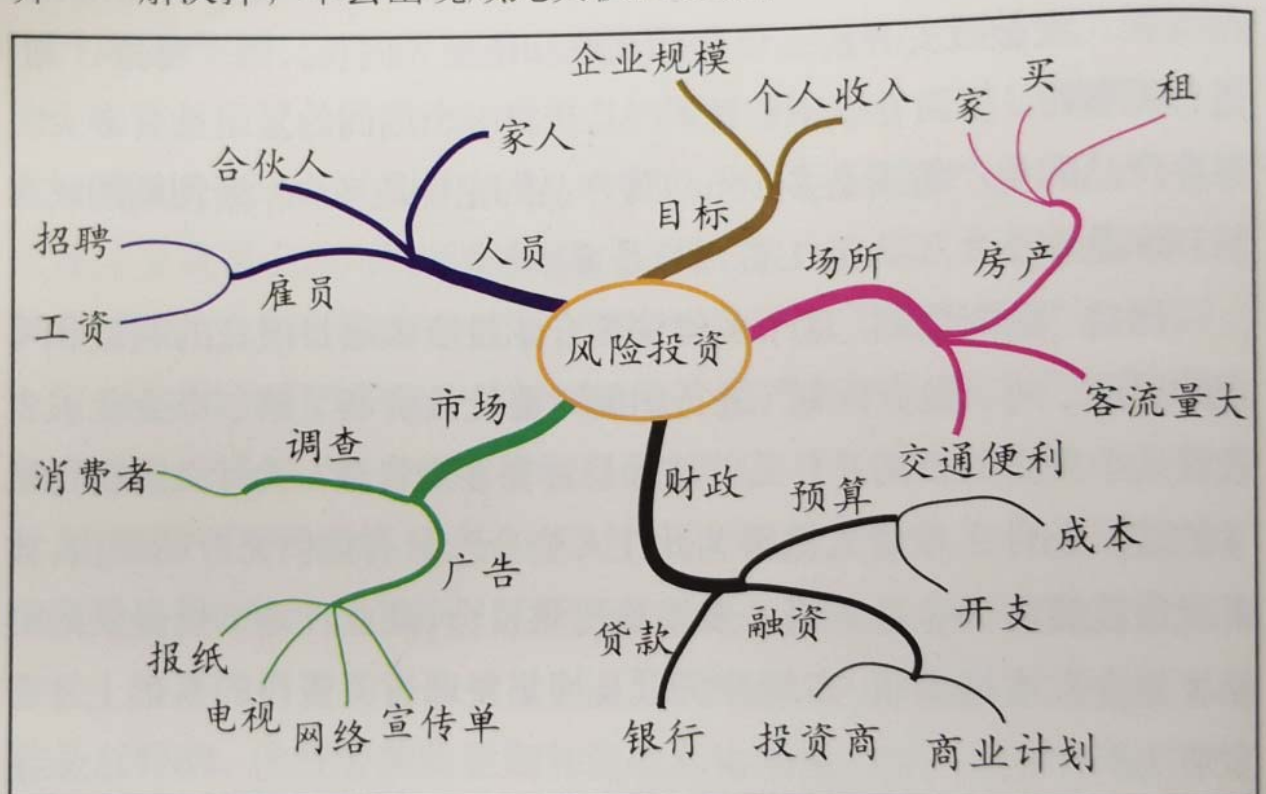 企业规模
个人收入
家
买
租
合伙人
家人
招聘
雇员
人员
目标
场所
房产
工资
风险投资
客流量大
市场
调查
消费者
财政
预算
交通便利
成本
广告
开支
报纸
贷款
融资
电视
网络
宣传单
银行
投资商
商业计划